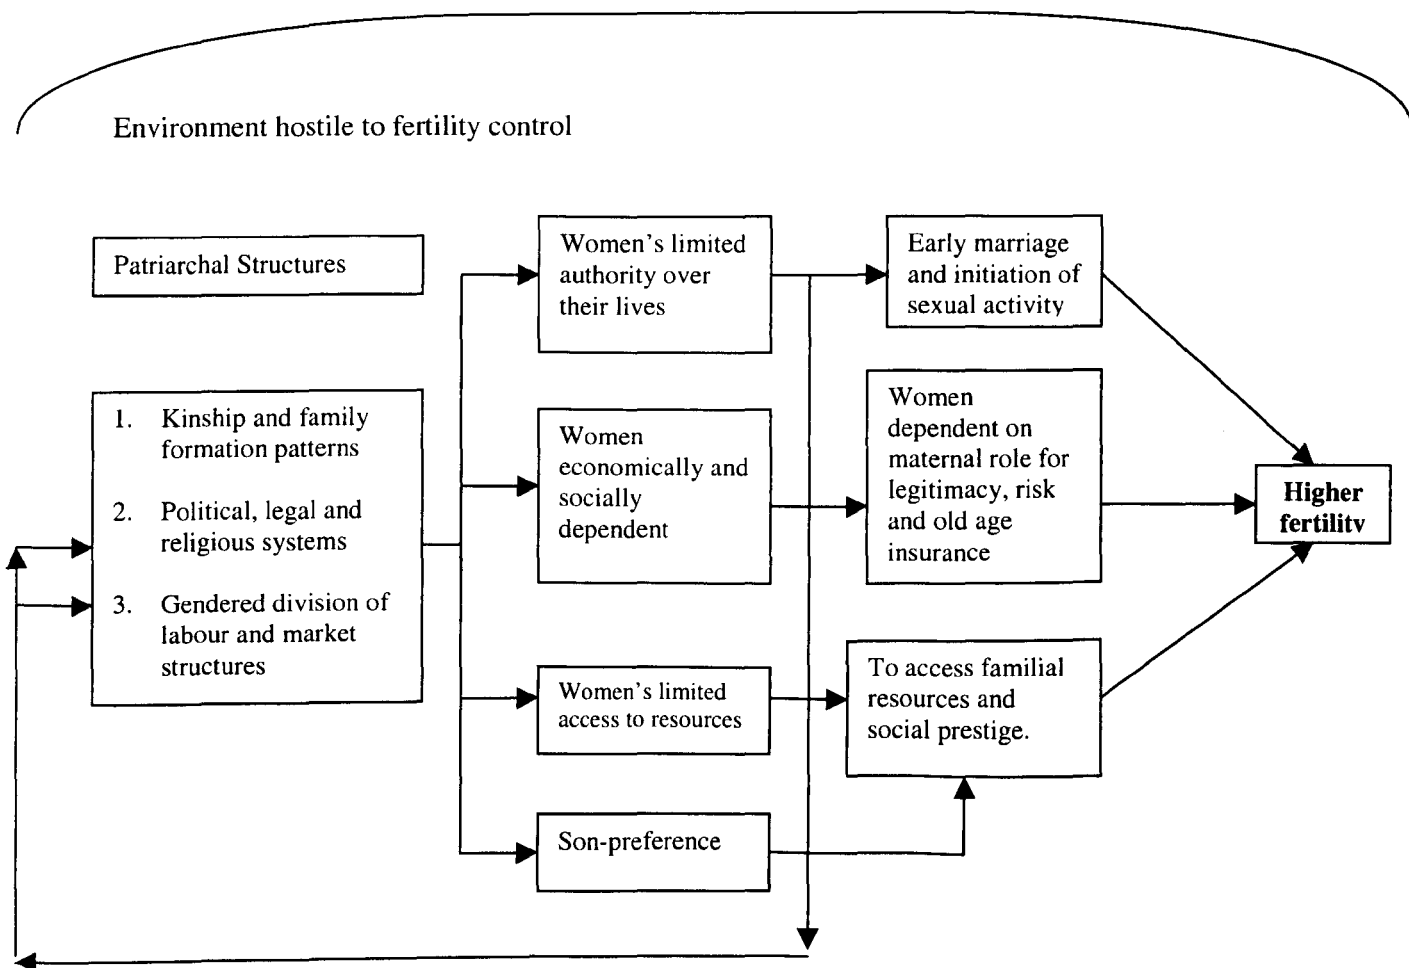 Environment hostile to fertility control
Patriarchal Structures
1. Kinship and family
formation patterns
2. Political, legal and
religious systems
3. Gendered division of
labour and market
structures
Women's limited
authority over
their lives
Women
economically and
socially
dependent
Women's limited
access to resources
Son-preference
Early marriage
and initiation of
sexual activity
Women
dependent on
maternal role for
legitimacy, risk
and old age
insurance
To access familial
resources and
social prestige.
Higher
fertility